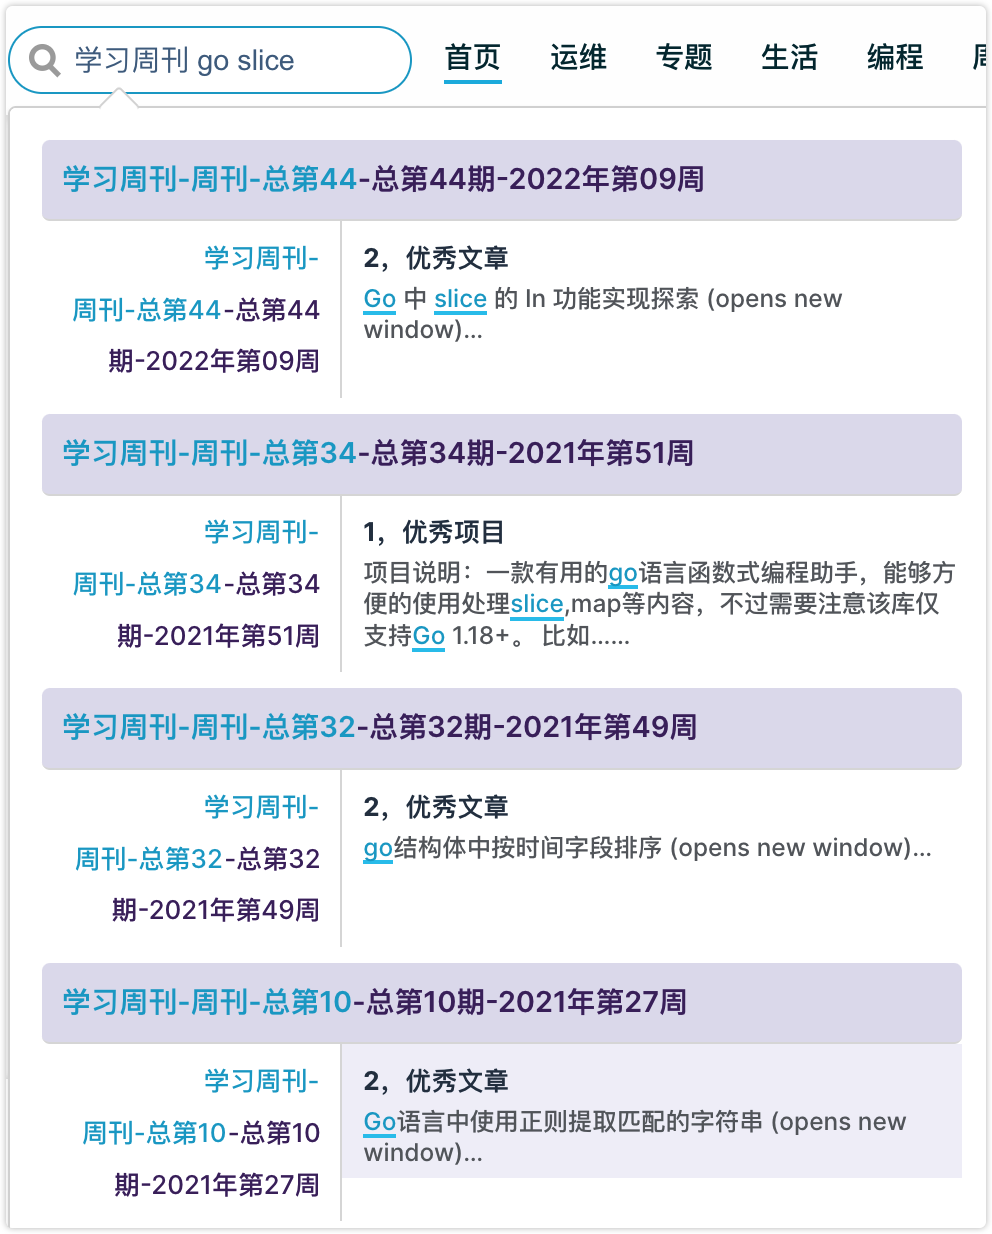 学习周刊 go slice
首页 运维 专题 生活 编程
学习周刊-周刊-总第44-总第44期-2022年第09周
学习周刊-
周刊-总第44-总第44
期-2022年第09周
2，优秀文章
Go 中 slice 的 In 功能实现探索 (opens new
window)...
学习周刊-周刊-总第34-总第34期-2021年第51周
学习周刊-
周刊-总第34-总第34
期-2021年第51周
1，优秀项目
项目说明：一款有用的go语言函数式编程助手，能够方
便的使用处理slice,map等内容，不过需要注意该库仅
支持Go 1.18+。 比如......
学习周刊-周刊-总第32-总第32期-2021年第49周
学习周刊-
周刊-总第32-总第32
期-2021年第49周
2，优秀文章
go结构体中按时间字段排序 (opens new window)...
学习周刊-周刊-总第10-总第10期-2021年第27周
学习周刊-
周刊-总第10-总第10
期-2021年第27周
2，优秀文章
Go语言中使用正则提取匹配的字符串 (opens new
window)...